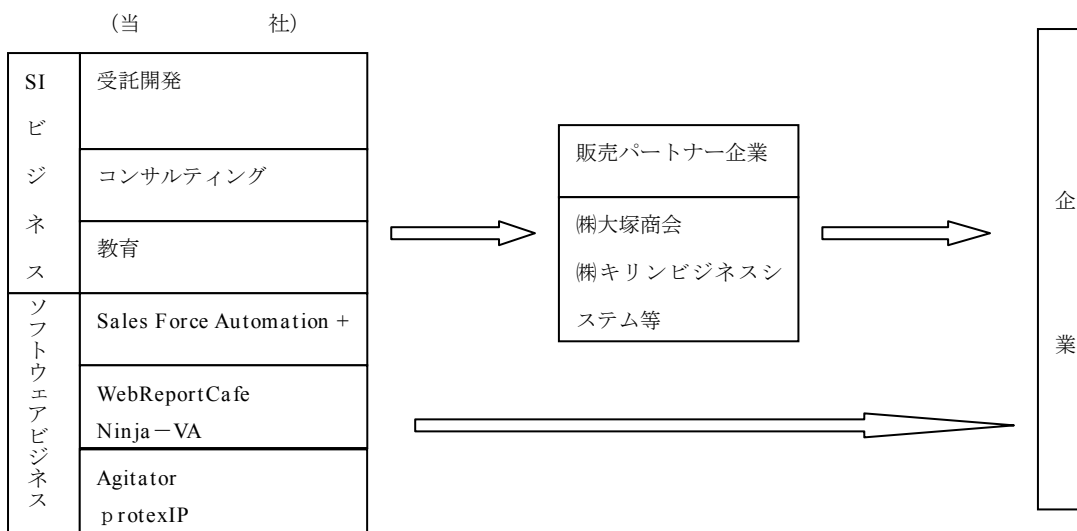 (当 社)
SIビジネス
受託開発
コンサルティング
教育
ソフトウェアビジネス
Sales Force Automation +
WebReportCafe
Ninja－VA
Agitator
ｐrotexIP
販売パートナー企業
㈱大塚商会
㈱キリンビジネスシ
ステム等
企業